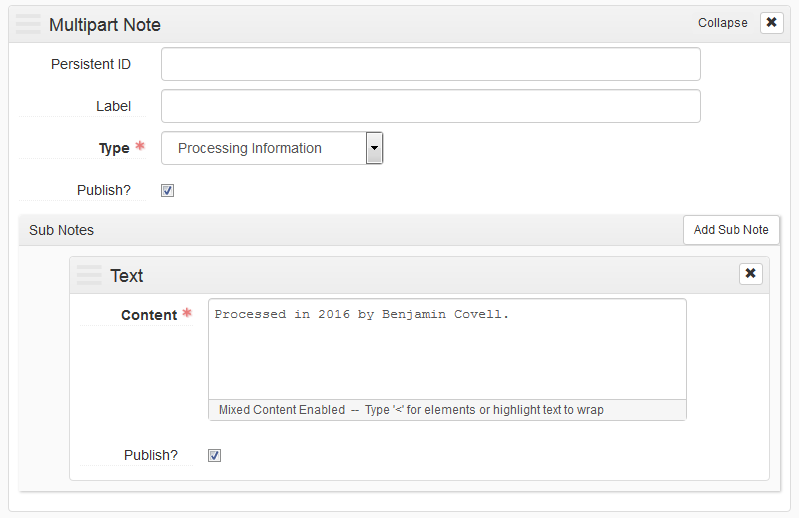 Multipart Note Collapse ✖
Persistent ID
Label
Type * Processing Information
Publish?
Sub Notes Add Sub Note
Text ✖
Content * Processed in 2016 by Benjamin Covell.
Mixed Content Enabled -- Type '<' for elements or highlight text to wrap
Publish?